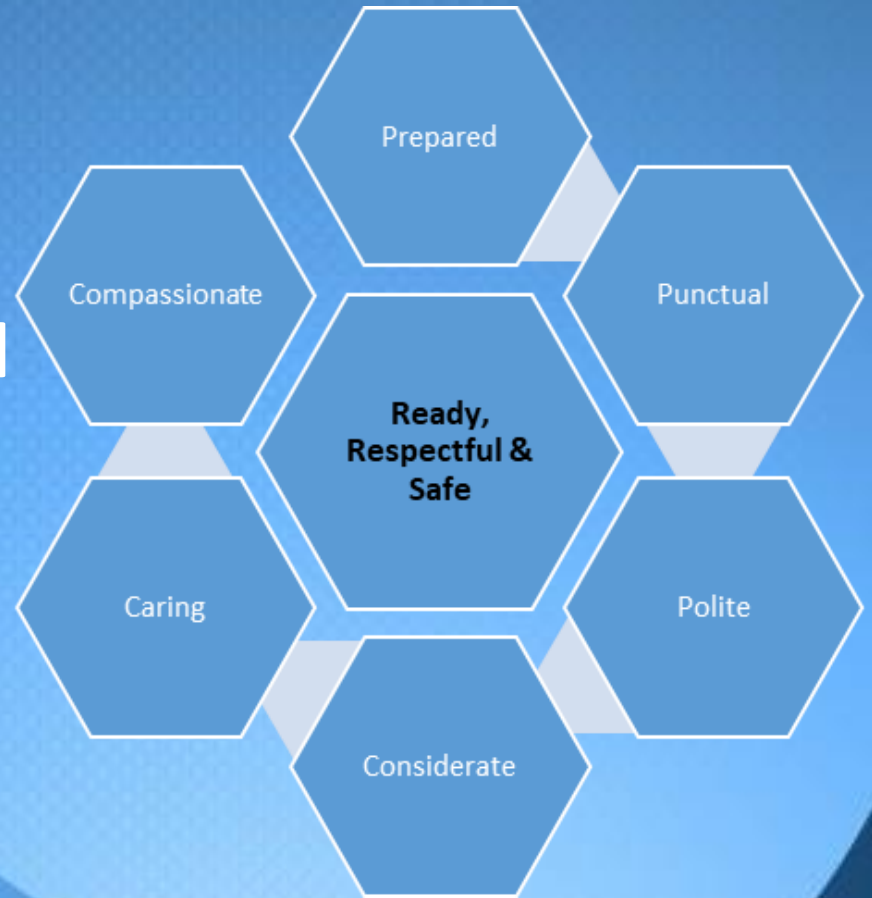 Prepared
Punctual
Polite
Considerate
Caring
Compassionate
Ready,
Respectful &
Safe